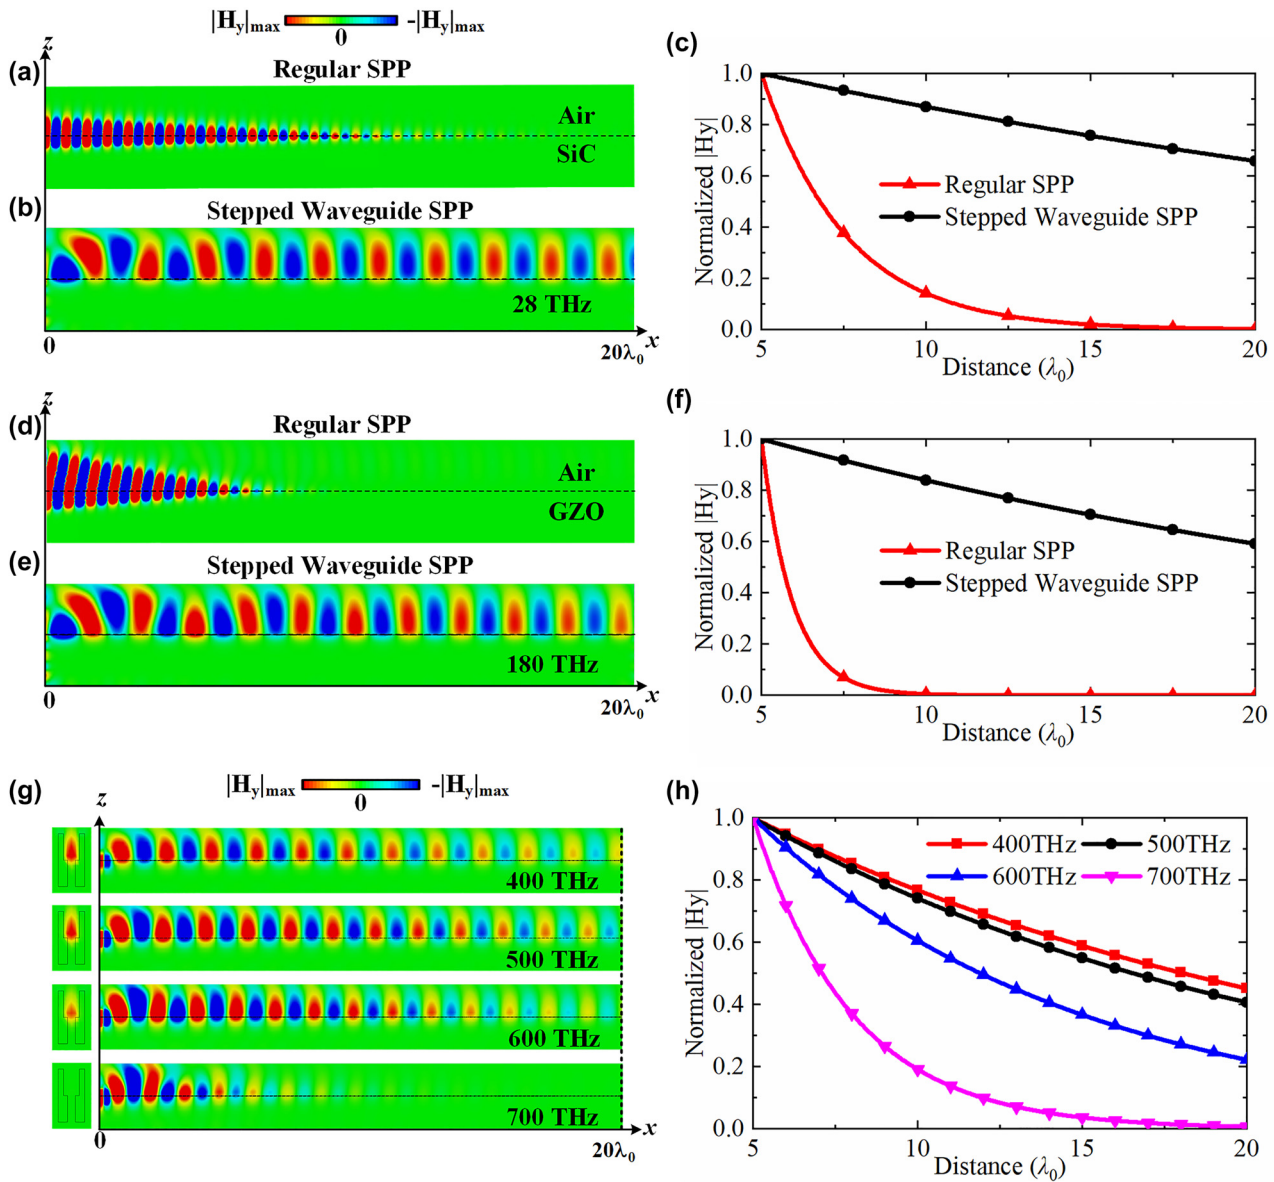 |Hy|max -|Hy|max
0
(a) z
Regular SPP
Air
SiC
(b)
Stepped Waveguide SPP
28 THz
0 20λ0 x
(c)
Normalized |Hy|
1.0
0.8
0.6
0.4
0.2
0.0
Regular SPP
Stepped Waveguide SPP
5 10 15 20
Distance (λ0)
(d) z
Regular SPP
Air
GZO
(e)
Stepped Waveguide SPP
180 THz
0 20λ0 x
(f)
Normalized |Hy|
1.0
0.8
0.6
0.4
0.2
0.0
Regular SPP
Stepped Waveguide SPP
5 10 15 20
Distance (λ0)
(g)
|Hy|max -|Hy|max
0
z
400 THz
500 THz
600 THz
700 THz
0 20λ0 x
(h)
Normalized |Hy|
1.0
0.8
0.6
0.4
0.2
0.0
400THz 500THz
600THz 700THz
5 10 15 20
Distance (λ0)